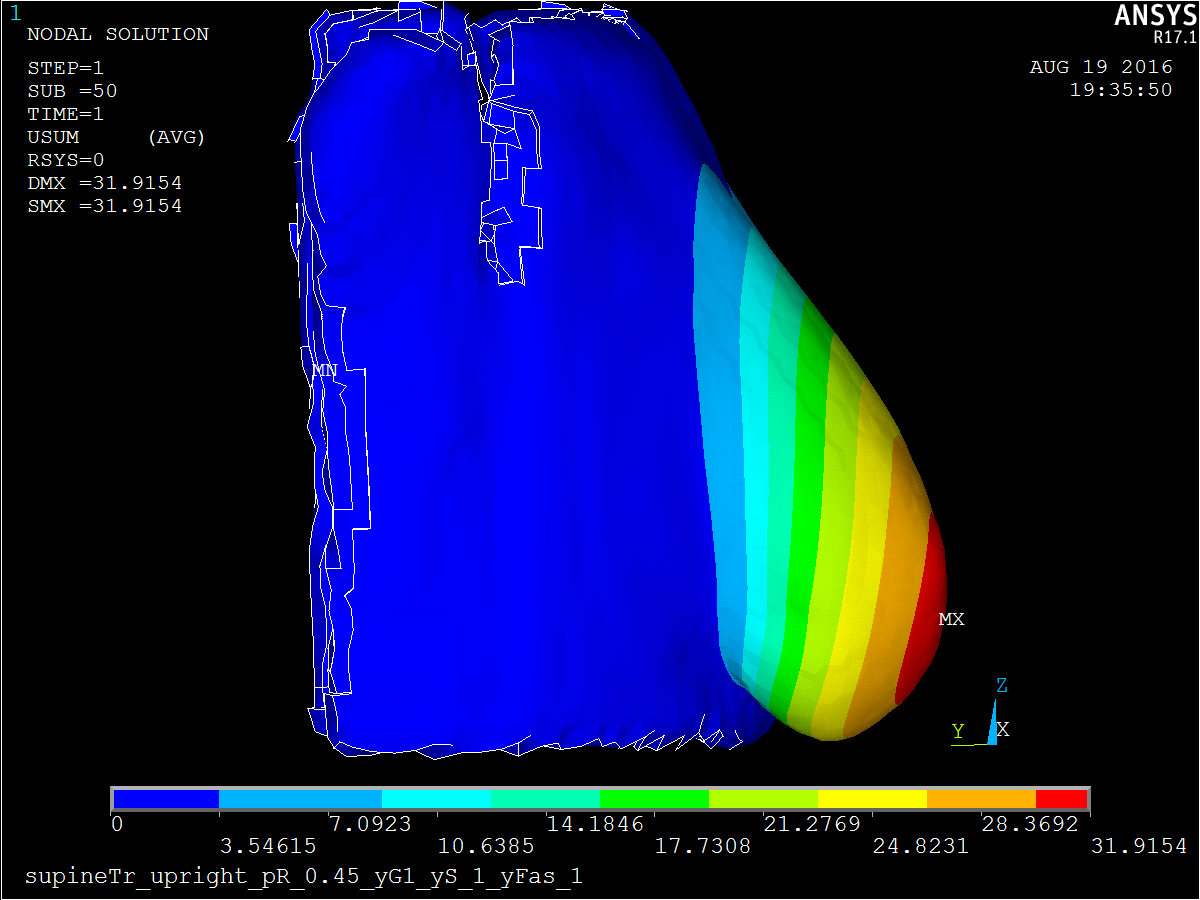 1
ANSYS
R17.1
NODAL SOLUTION
AUG 19 2016
19:35:50
STEP=1
SUB =50
TIME=1
USUM (AVG)
RSYS=0
DMX =31.9154
SMX =31.9154
MN
MX
Z
Y
X
0
3.54615
7.0923
10.6385
14.1846
17.7308
21.2769
24.8231
28.3692
31.9154
supineTr_upright_pR_0.45_yG1_yS_1_yFas_1